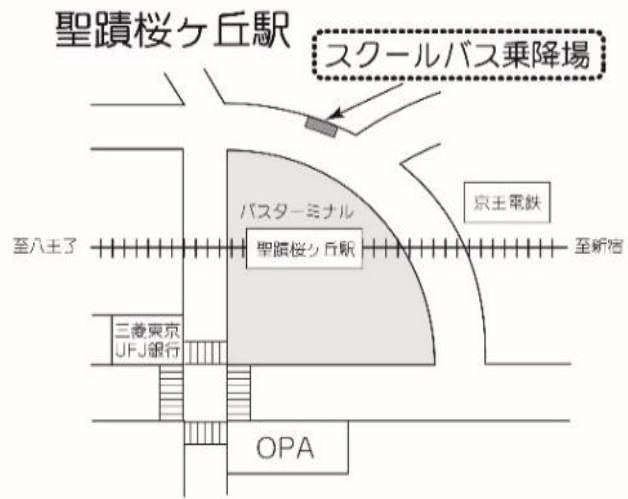 聖蹟桜ヶ丘駅
スクールバス乗降場
バスターミナル
京王電鉄
至八王子
聖蹟桜ヶ丘駅
至新宿
三菱東京
UFJ銀行
OPA